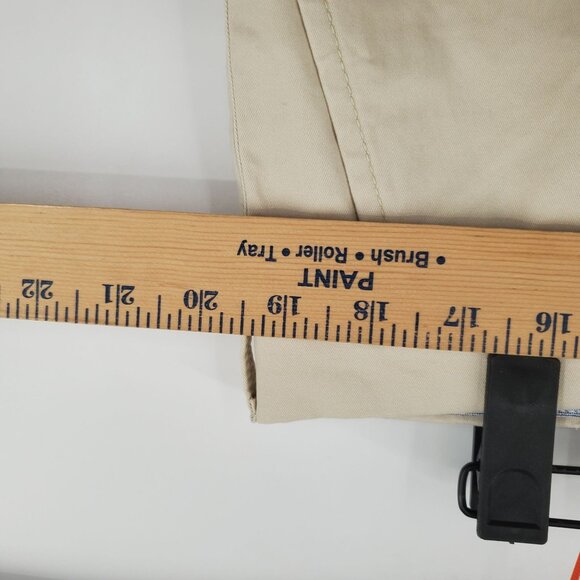 • Brush • Roller • Tray
PAINT
16 17 18 19 20 21 22